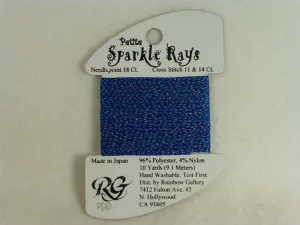 Petite
Sparkle Rays
Needlepoint 18 Ct. Cross Stitch 11 & 14 Ct.
Made in Japan
RG
96% Polyester, 4% Nylon
10 Yards (9.1 Meters)
Hand Washable, Test First
Dist. by Rainbow Gallery
7412 Fulton Ave. #5
N. Hollywood
CA 91605